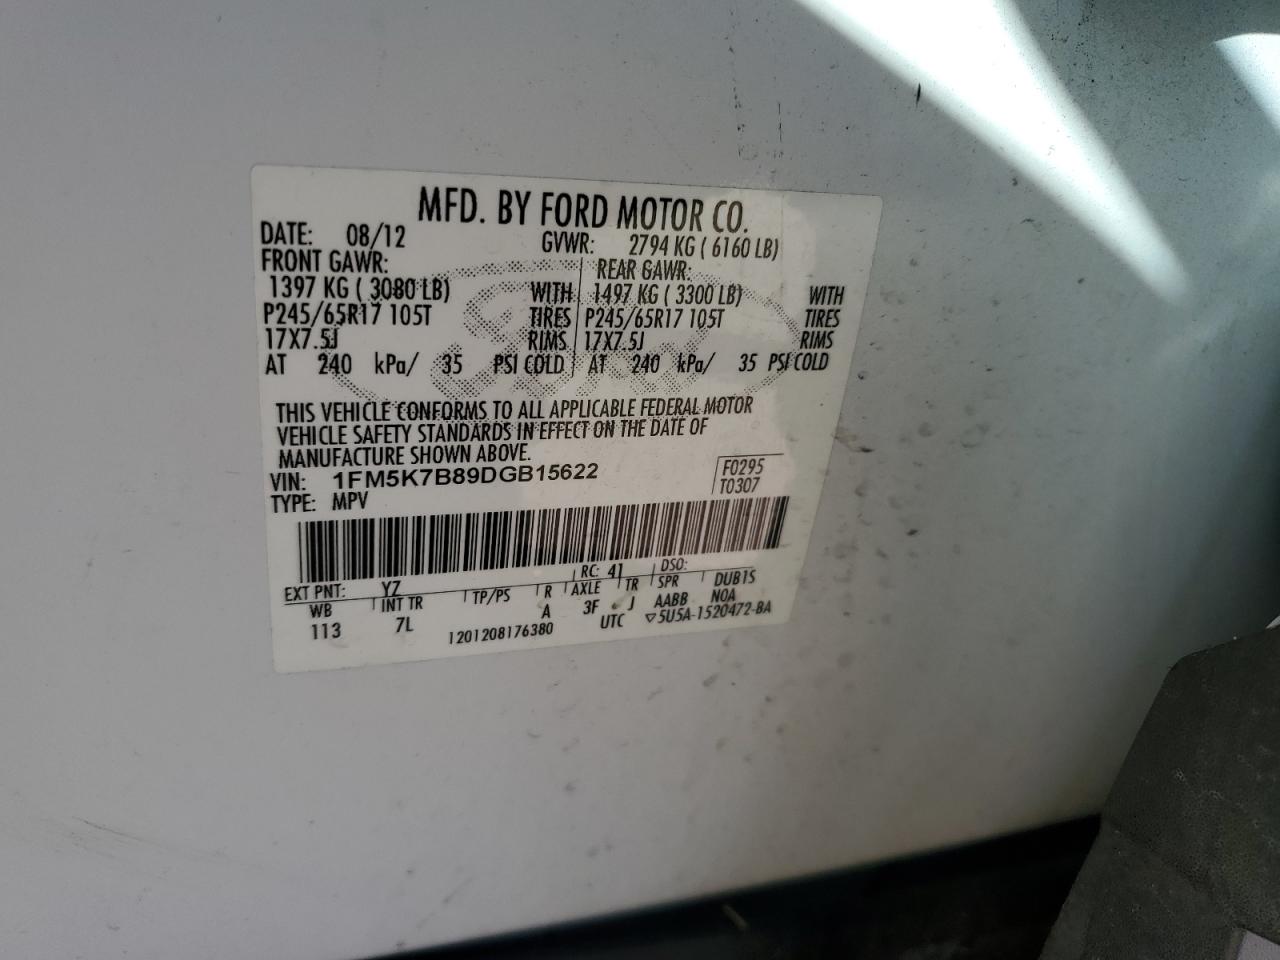 MFD. BY FORD MOTOR CO.
DATE: 08/12 GVWR: 2794 KG ( 6160 LB)
FRONT GAWR: REAR GAWR:
1397 KG ( 3080 LB) WITH 1497 KG ( 3300 LB) WITH
P245/65R17 105T TIRES P245/65R17 105T TIRES
17X7.5J RIMS 17X7.5J RIMS
AT 240 kPa/ 35 PSI COLD AT 240 kPa/ 35 PSI COLD
THIS VEHICLE CONFORMS TO ALL APPLICABLE FEDERAL MOTOR
VEHICLE SAFETY STANDARDS IN EFFECT ON THE DATE OF
MANUFACTURE SHOWN ABOVE.
VIN: 1FM5K7B89DGB15622 F0295
TYPE: MPV T0307
EXT PNT: YZ RC: 41 DSO:
WB INT TR TP/PS R AXLE TR SPR DUB1S
113 7L A 3F J AABB NOA
1201208176380 UTC ▽5U5A-1520472-BA
Ford